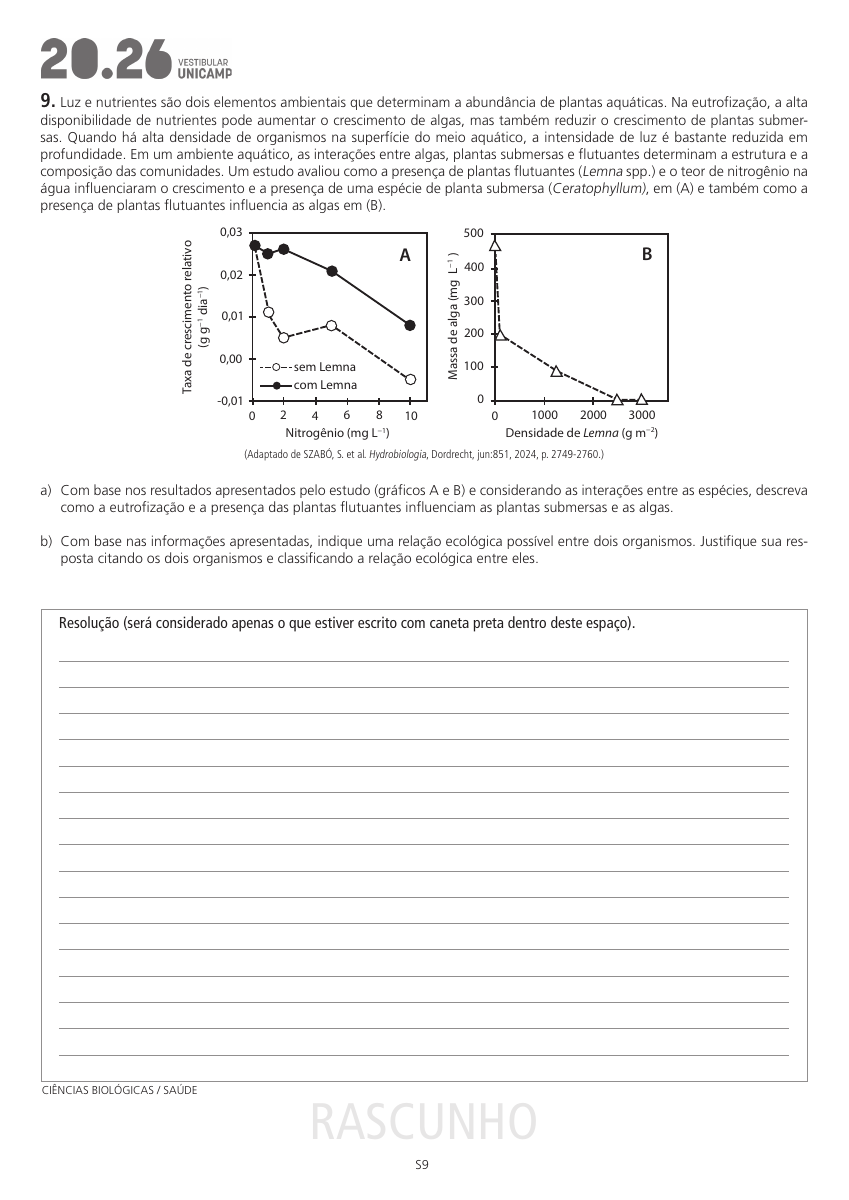 20.26 VESTIBULAR
UNICAMP
9. Luz e nutrientes são dois elementos ambientais que determinam a abundância de plantas aquáticas. Na eutrofização, a alta
disponibilidade de nutrientes pode aumentar o crescimento de algas, mas também reduzir o crescimento de plantas submer-
sas. Quando há alta densidade de organismos na superfície do meio aquático, a intensidade de luz é bastante reduzida em
profundidade. Em um ambiente aquático, as interações entre algas, plantas submersas e flutuantes determinam a estrutura e a
composição das comunidades. Um estudo avaliou como a presença de plantas flutuantes (Lemna spp.) e o teor de nitrogênio na
água influenciaram o crescimento e a presença de uma espécie de planta submersa (Ceratophyllum), em (A) e também como a
presença de plantas flutuantes influencia as algas em (B).
Taxa de crescimento relativo
(g g⁻¹ dia⁻¹)
0,03
0,02
0,01
0,00
-0,01
A
sem Lemna
com Lemna
0 2 4 6 8 10
Nitrogênio (mg L⁻¹)
Massa de alga (mg L⁻¹)
500
400
300
200
100
0
B
0 1000 2000 3000
Densidade de Lemna (g m⁻²)
(Adaptado de SZABÓ, S. et al. Hydrobiologia, Dordrecht, jun:851, 2024, p. 2749-2760.)
a) Com base nos resultados apresentados pelo estudo (gráficos A e B) e considerando as interações entre as espécies, descreva
como a eutrofização e a presença das plantas flutuantes influenciam as plantas submersas e as algas.
b) Com base nas informações apresentadas, indique uma relação ecológica possível entre dois organismos. Justifique sua res-
posta citando os dois organismos e classificando a relação ecológica entre eles.
Resolução (será considerado apenas o que estiver escrito com caneta preta dentro deste espaço).
CIÊNCIAS BIOLÓGICAS / SAÚDE
RASCUNHO
S9